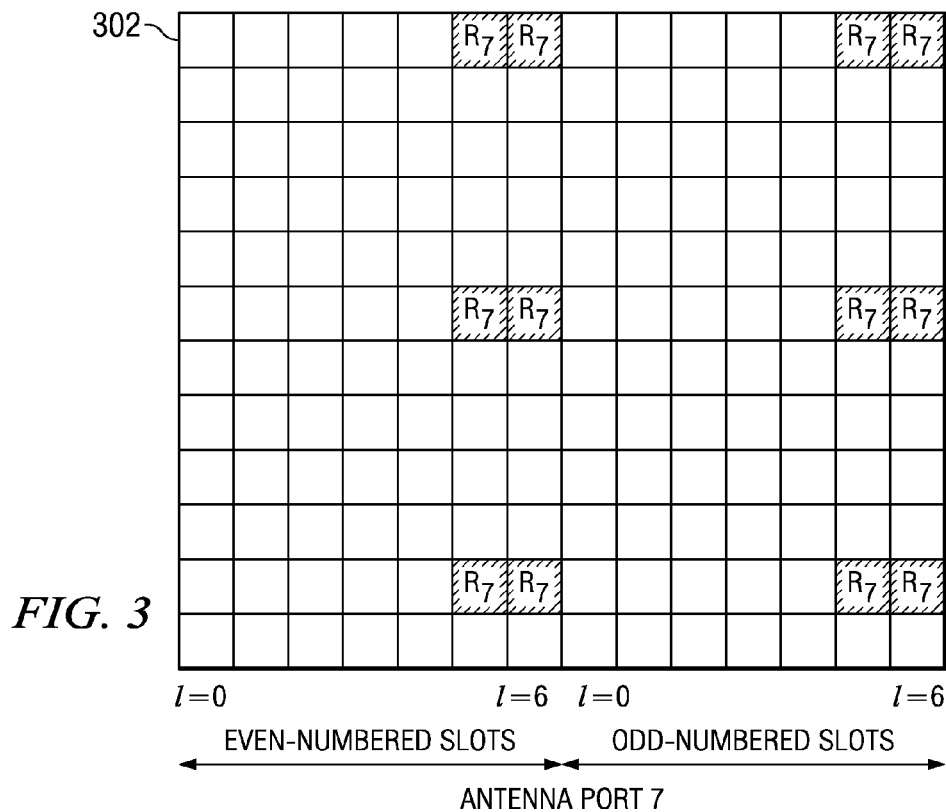 302
R7 R7 R7 R7
R7 R7 R7 R7
R7 R7 R7 R7
FIG. 3
l=0 l=6 l=0 l=6
EVEN-NUMBERED SLOTS ODD-NUMBERED SLOTS
ANTENNA PORT 7